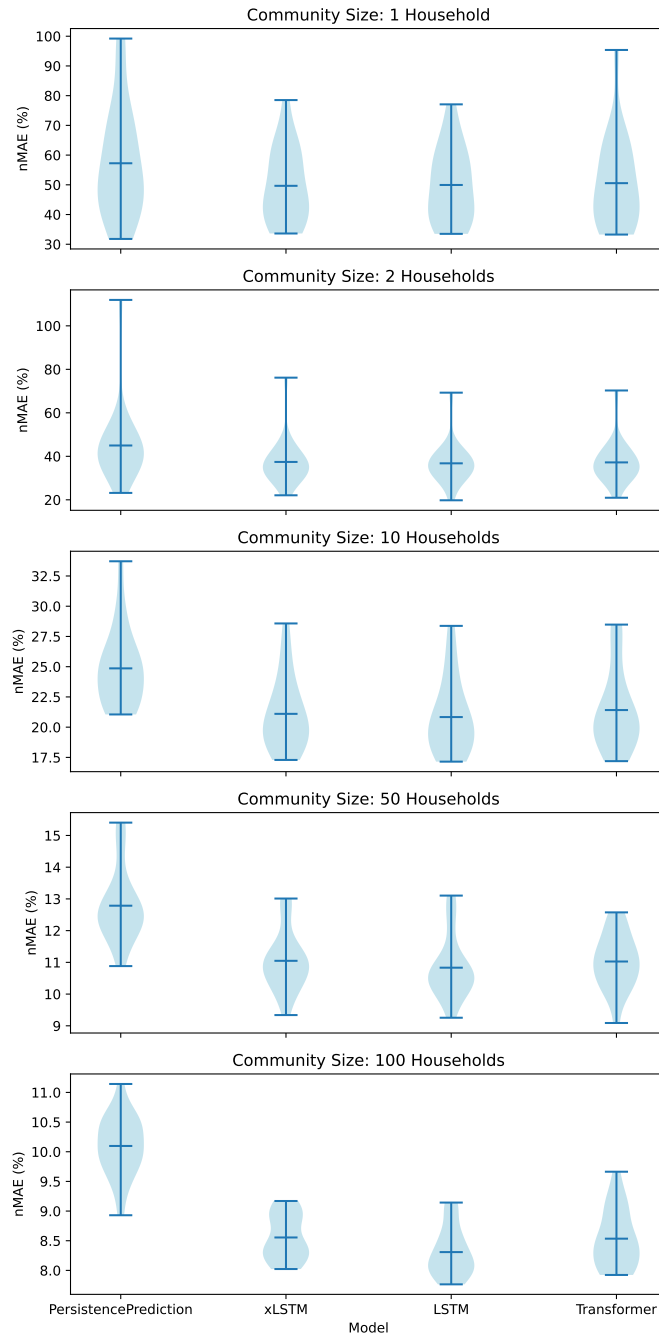 Community Size: 1 Household
100
90
80
70
60
50
40
30
nMAE (%)
Community Size: 2 Households
100
80
60
40
20
nMAE (%)
Community Size: 10 Households
32.5
30.0
27.5
25.0
22.5
20.0
17.5
nMAE (%)
Community Size: 50 Households
15
14
13
12
11
10
9
nMAE (%)
Community Size: 100 Households
11.0
10.5
10.0
9.5
9.0
8.5
8.0
nMAE (%)
PersistencePrediction xLSTM LSTM Transformer
Model